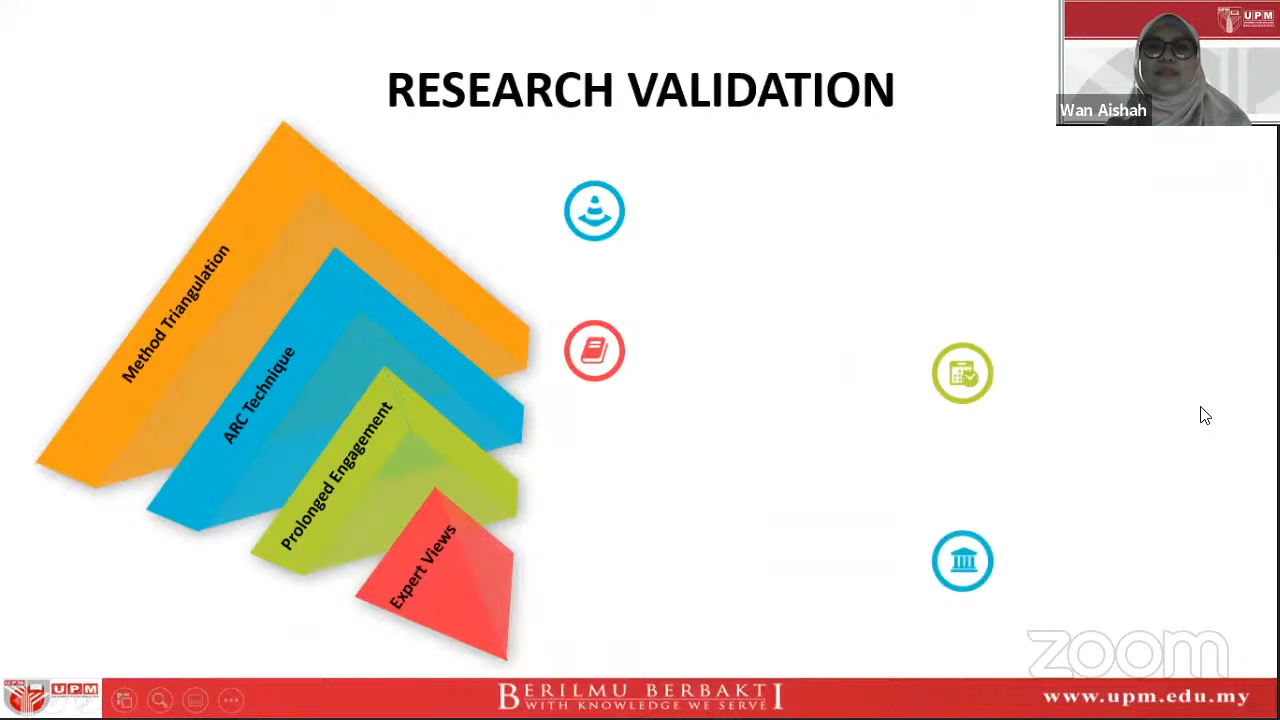 UPM
Wan Aishah
RESEARCH VALIDATION
Method Triangulation
ARC Technique
Prolonged Engagement
Expert Views
zoom
UPM
BERILMU BERBAKTI
WITH KNOWLEDGE WE SERVE
www.upm.edu.my